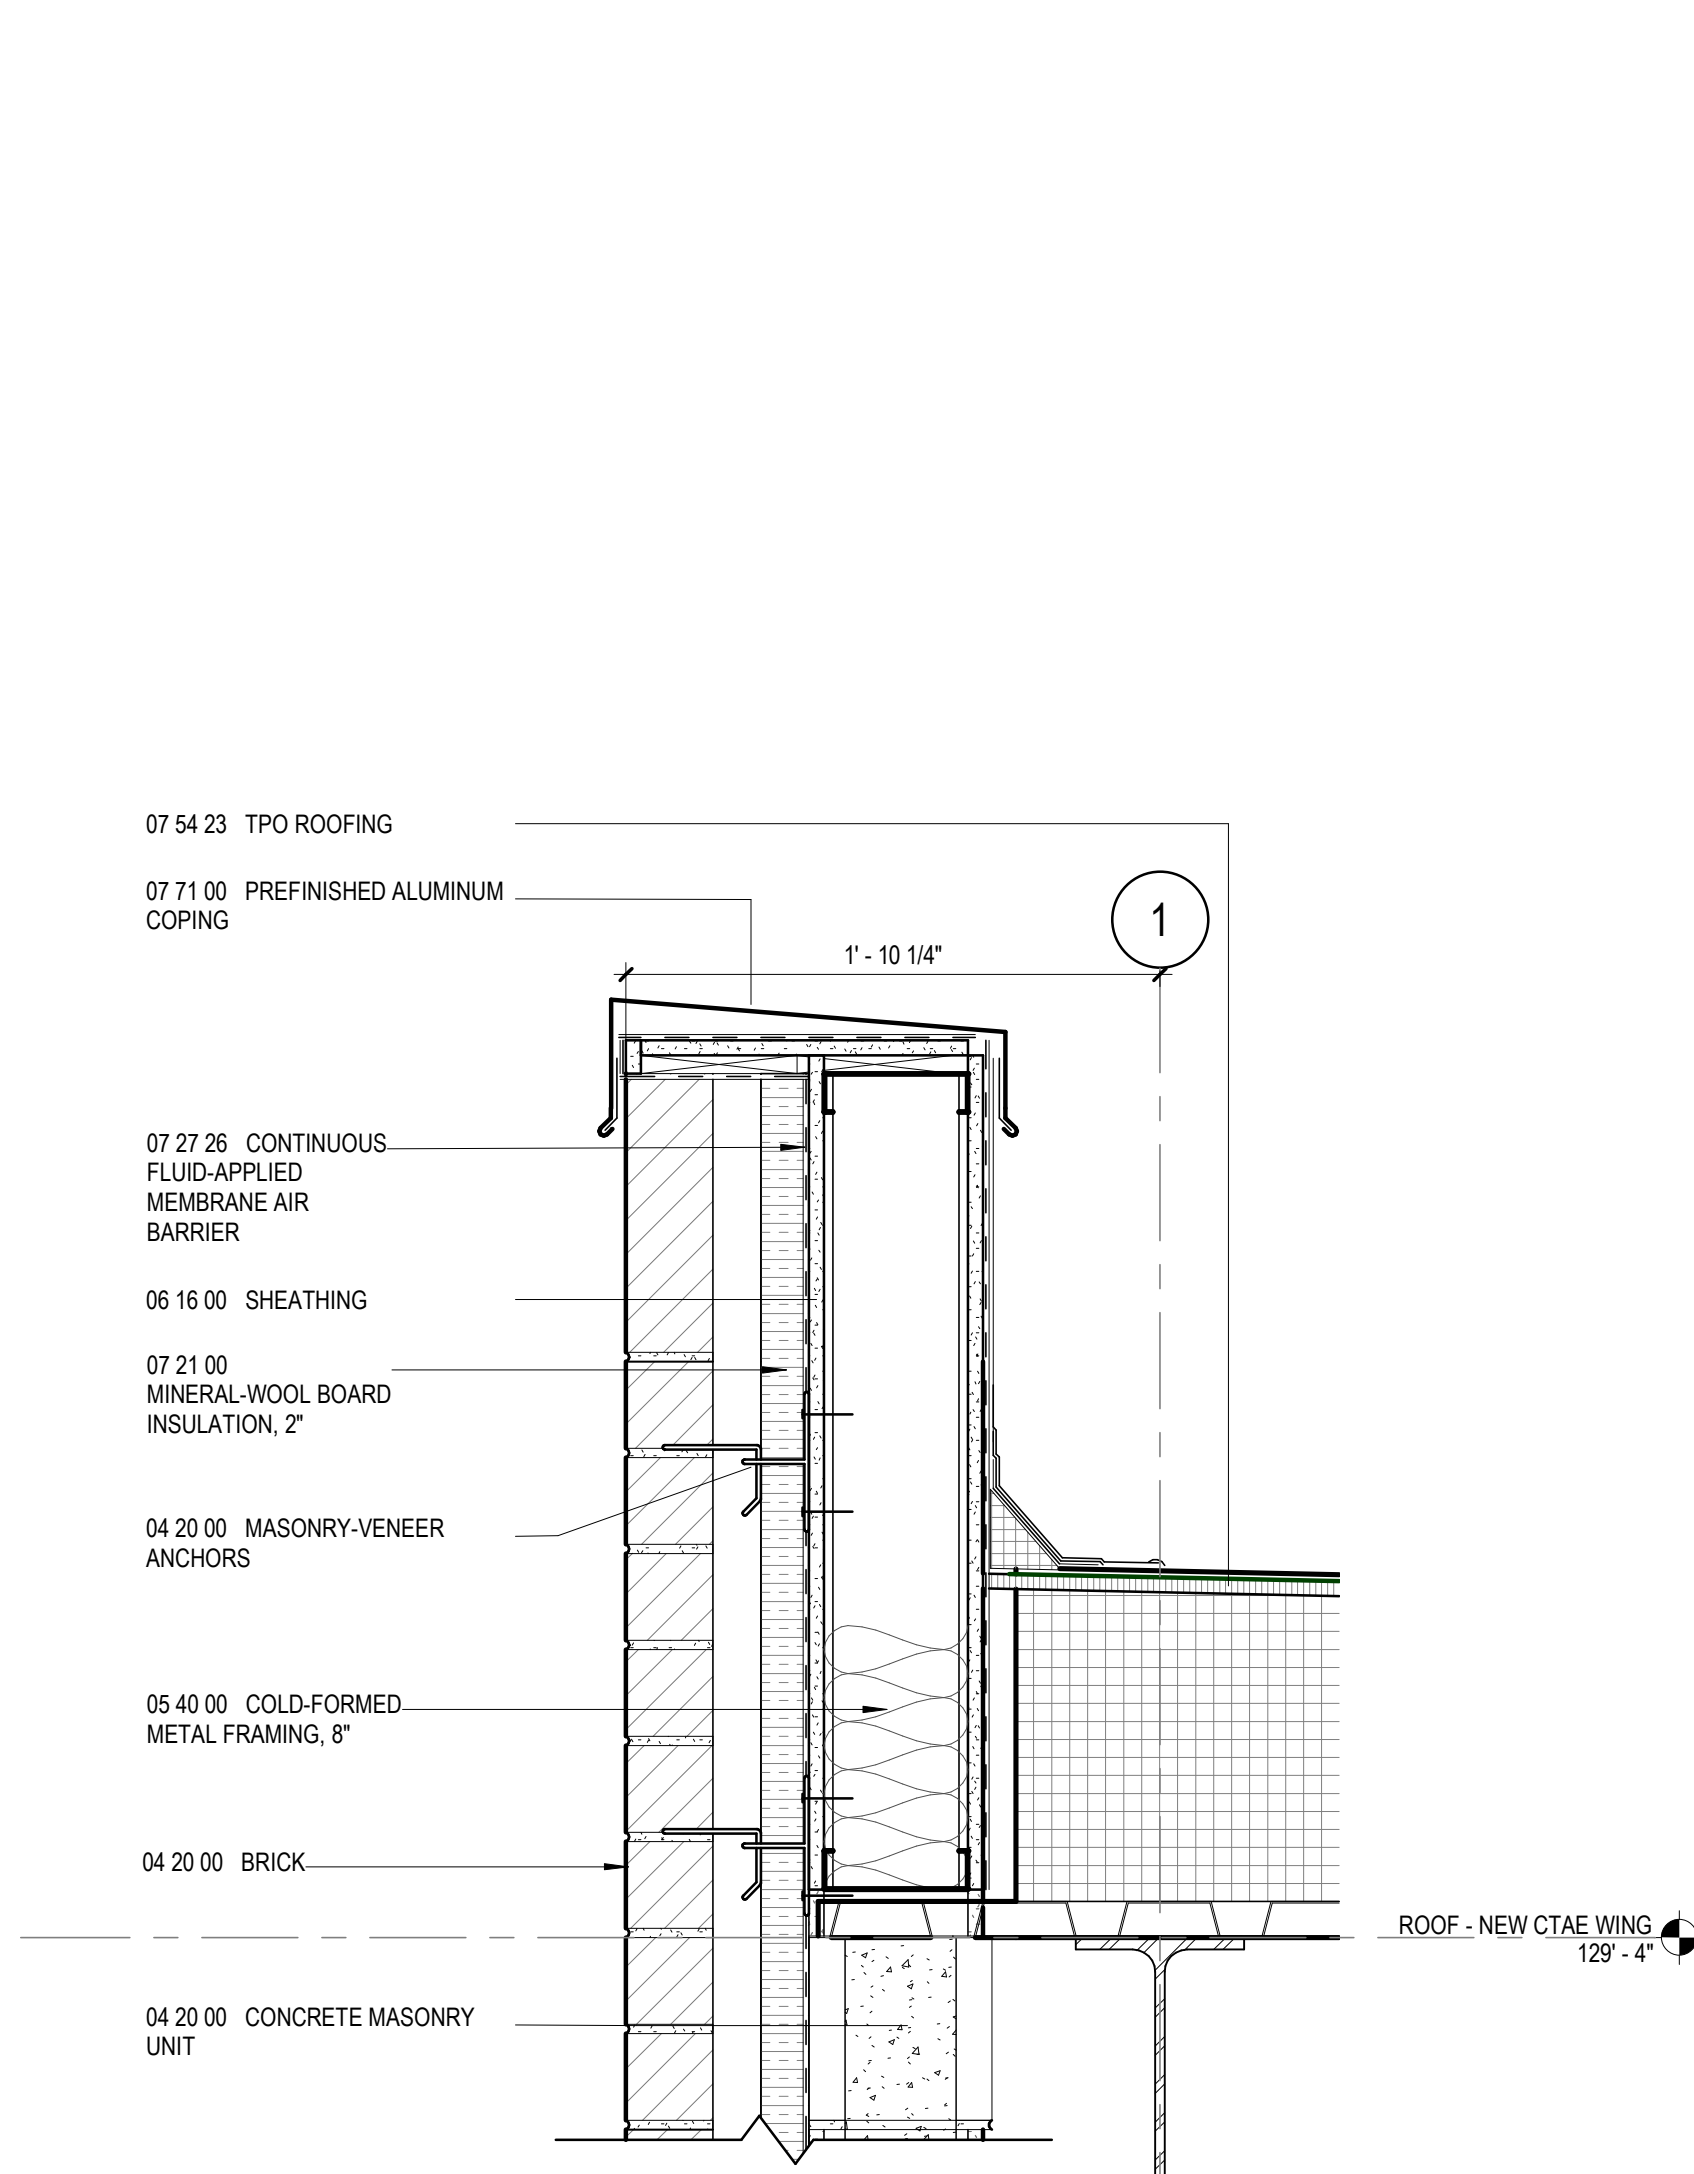 07 54 23 TPO ROOFING
07 71 00 PREFINISHED ALUMINUM
COPING
1
1' - 10 1/4"
07 27 26 CONTINUOUS
FLUID-APPLIED
MEMBRANE AIR
BARRIER
06 16 00 SHEATHING
07 21 00
MINERAL-WOOL BOARD
INSULATION, 2"
04 20 00 MASONRY-VENEER
ANCHORS
05 40 00 COLD-FORMED
METAL FRAMING, 8"
04 20 00 BRICK
ROOF - NEW CTAE WING
129' - 4"
04 20 00 CONCRETE MASONRY
UNIT